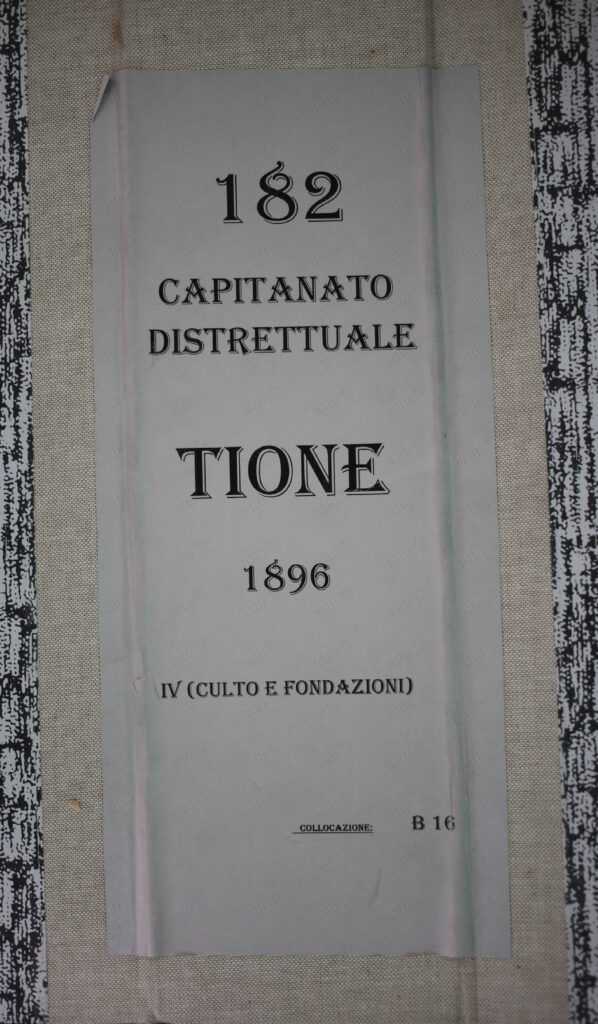 182
CAPITANATO
DISTRETTUALE
TIONE
1896
IV (CULTO E FONDAZIONI)
COLLOCAZIONE: B 16